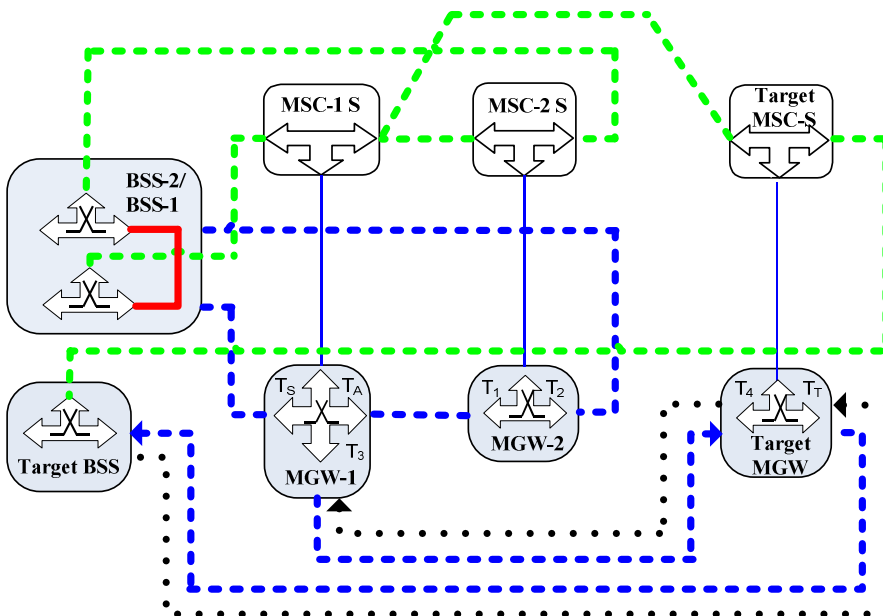 MSC-1 S
MSC-2 S
Target
MSC-S
BSS-2/
BSS-1
TS
TA
T3
MGW-1
T1
T2
MGW-2
T4
TT
Target
MGW
Target BSS